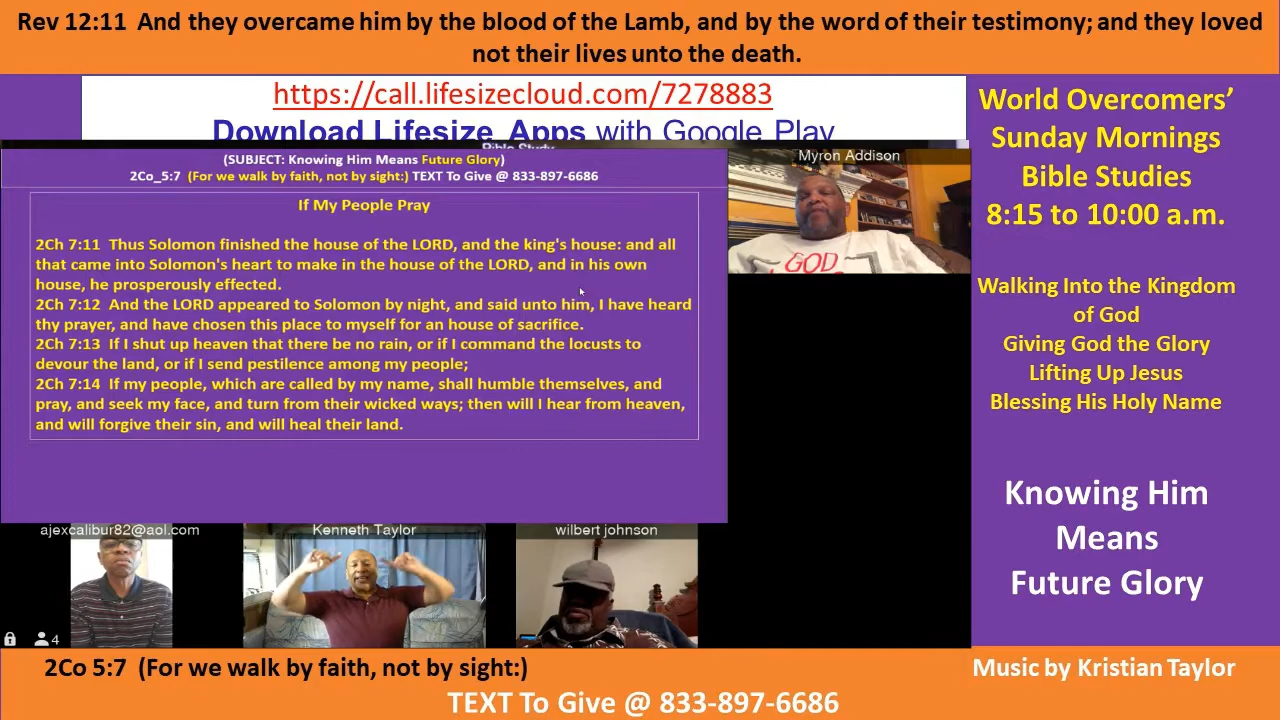 Rev 12:11 And they overcame him by the blood of the Lamb, and by the word of their testimony; and they loved
not their lives unto the death.
https://call.lifesizecloud.com/7278883
Download Lifesize Apps with Google Play
Bible Study
(SUBJECT: Knowing Him Means Future Glory)
2Co_5:7 (For we walk by faith, not by sight:) TEXT To Give @ 833-897-6686
If My People Pray
2Ch 7:11 Thus Solomon finished the house of the LORD, and the king's house: and all
that came into Solomon's heart to make in the house of the LORD, and in his own
house, he prosperously effected.
2Ch 7:12 And the LORD appeared to Solomon by night, and said unto him, I have heard
thy prayer, and have chosen this place to myself for an house of sacrifice.
2Ch 7:13 If I shut up heaven that there be no rain, or if I command the locusts to
devour the land, or if I send pestilence among my people;
2Ch 7:14 If my people, which are called by my name, shall humble themselves, and
pray, and seek my face, and turn from their wicked ways; then will I hear from heaven,
and will forgive their sin, and will heal their land.
Myron Addison
GOD
ajexcalibur82@aol.com
Kenneth Taylor
wilbert johnson
4
World Overcomers’
Sunday Mornings
Bible Studies
8:15 to 10:00 a.m.
Walking Into the Kingdom
of God
Giving God the Glory
Lifting Up Jesus
Blessing His Holy Name
Knowing Him
Means
Future Glory
2Co 5:7 (For we walk by faith, not by sight:)
Music by Kristian Taylor
TEXT To Give @ 833-897-6686